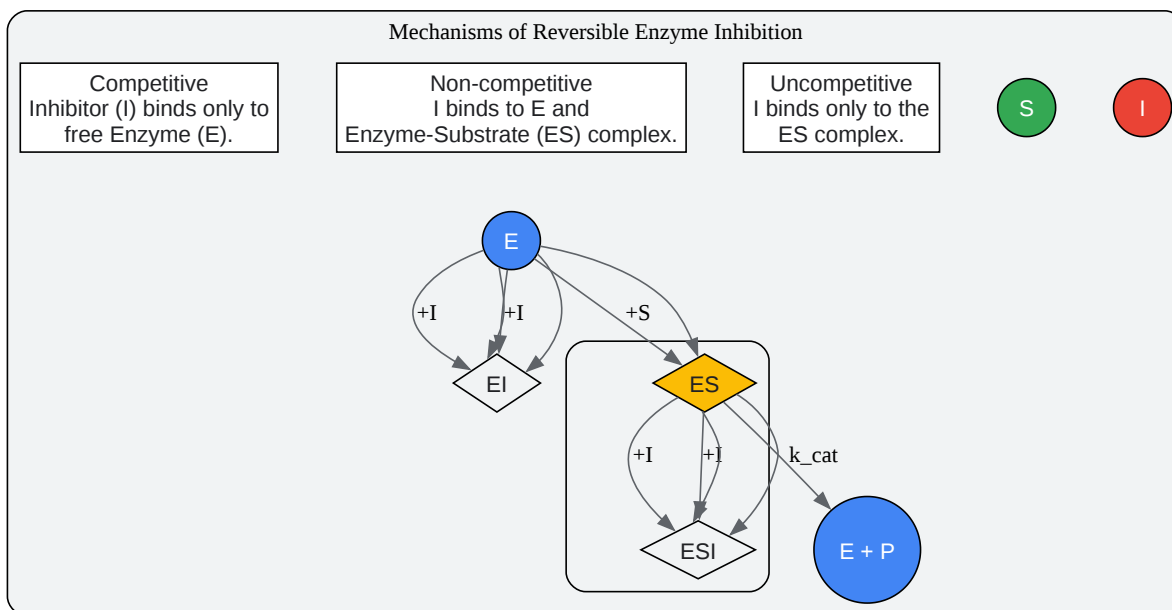 Mechanisms of Reversible Enzyme Inhibition
Competitive
Inhibitor (I) binds only to
free Enzyme (E).
Non-competitive
I binds to E and
Enzyme-Substrate (ES) complex.
Uncompetitive
I binds only to the
ES complex.
S
I
E
+I
+I
+S
EI
ES
+I
+I
k_cat
ESI
E + P